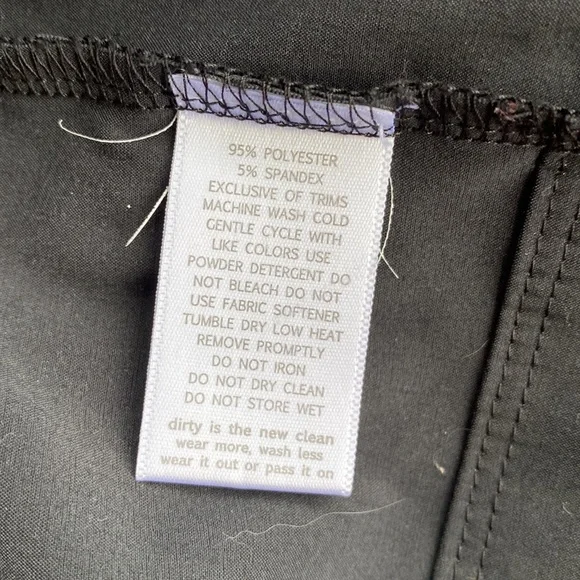 95% POLYESTER
5% SPANDEX
EXCLUSIVE OF TRIMS
MACHINE WASH COLD
GENTLE CYCLE WITH
LIKE COLORS USE
POWDER DETERGENT DO
NOT BLEACH DO NOT
USE FABRIC SOFTENER
TUMBLE DRY LOW HEAT
REMOVE PROMPTLY
DO NOT IRON
DO NOT DRY CLEAN
DO NOT STORE WET
dirty is the new clean
wear more, wash less
wear it out or pass it on